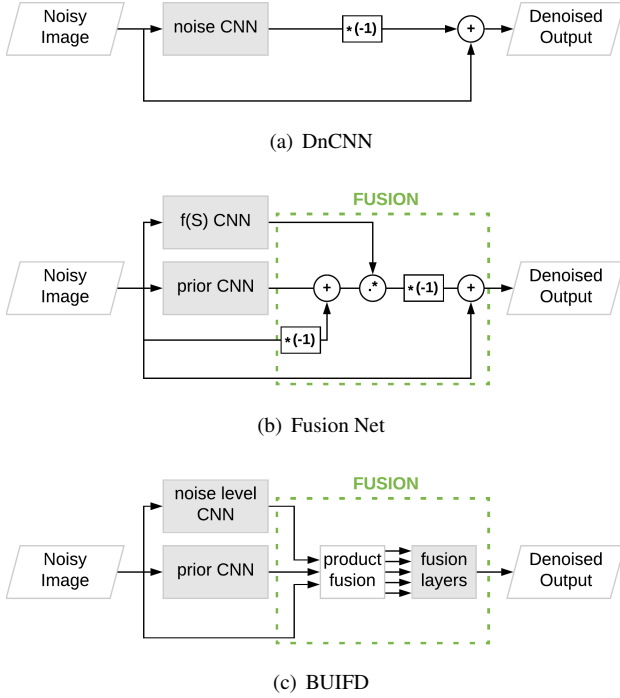 Noisy
Image
noise CNN
*(-1)
+
Denoised
Output
(a) DnCNN
FUSION
f(S) CNN
Noisy
Image
prior CNN
+
.*
*(-1)
+
Denoised
Output
*(-1)
(b) Fusion Net
FUSION
noise level
CNN
Noisy
Image
prior CNN
product
fusion
fusion
layers
Denoised
Output
(c) BUIFD